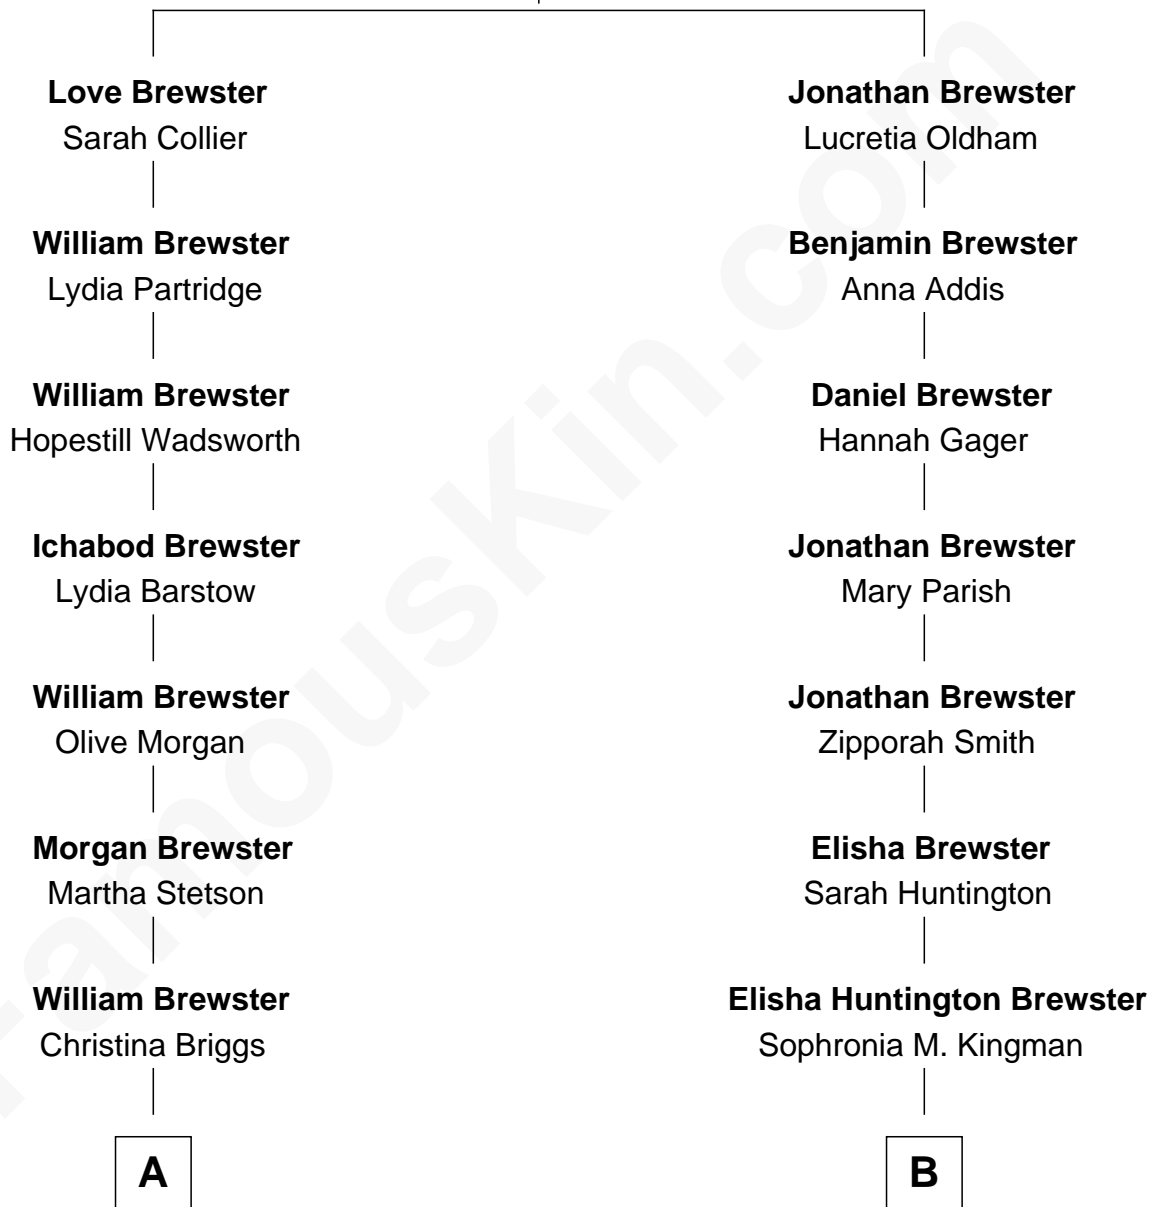 Love Brewster
Sarah Collier
William Brewster
Lydia Partridge
William Brewster
Hopestill Wadsworth
Ichabod Brewster
Lydia Barstow
William Brewster
Olive Morgan
Morgan Brewster
Martha Stetson
William Brewster
Christina Briggs
A
Jonathan Brewster
Lucretia Oldham
Benjamin Brewster
Anna Addis
Daniel Brewster
Hannah Gager
Jonathan Brewster
Mary Parish
Jonathan Brewster
Zipporah Smith
Elisha Brewster
Sarah Huntington
Elisha Huntington Brewster
Sophronia M. Kingman
B
FamousKin.com